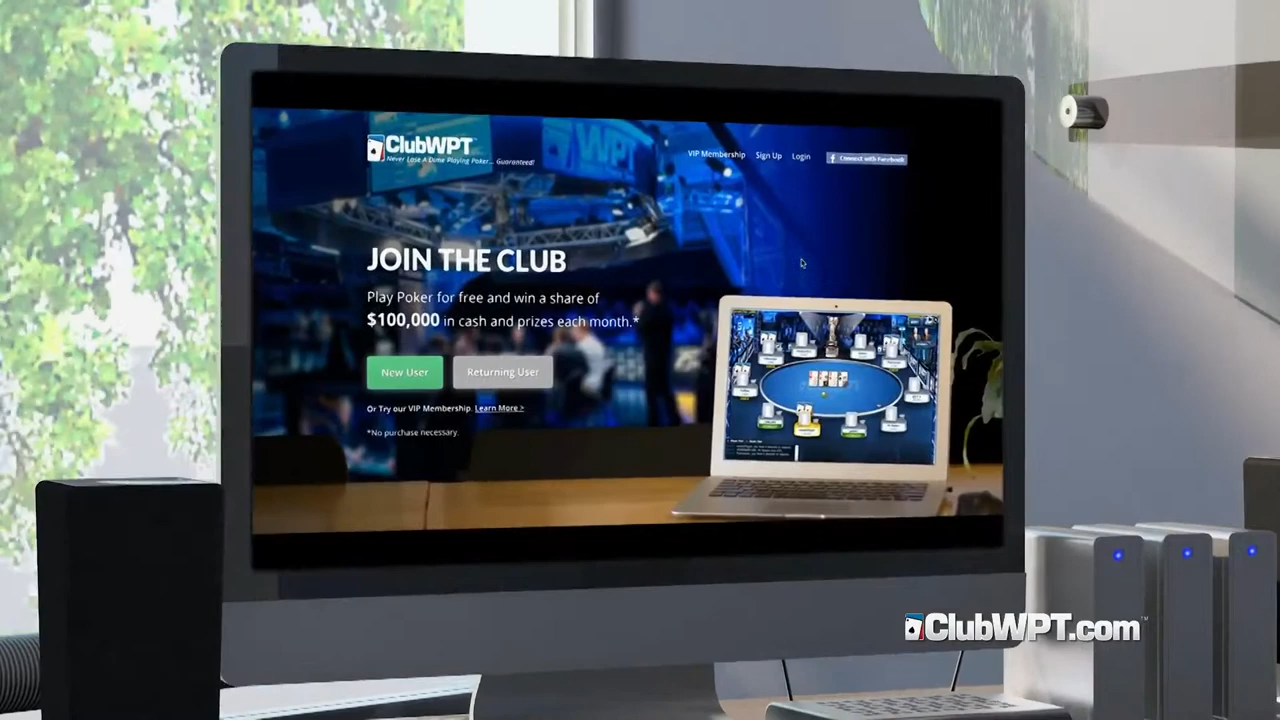 ClubWPT
Never Lose A Dime Playing Poker... Guaranteed!
WPT
VIP Membership Sign Up Login Connect with Facebook
JOIN THE CLUB
Play Poker for free and win a share of
$100,000 in cash and prizes each month.*
New User Returning User
Or Try our VIP Membership. Learn More >
*No purchase necessary.
ClubWPT.com™